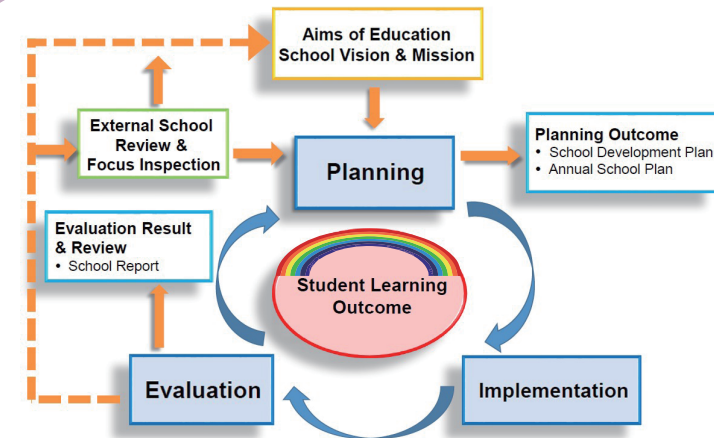 Aims of Education
School Vision & Mission
External School
Review &
Focus Inspection
Planning
Planning Outcome
• School Development Plan
• Annual School Plan
Evaluation Result
& Review
• School Report
Student Learning
Outcome
Evaluation
Implementation